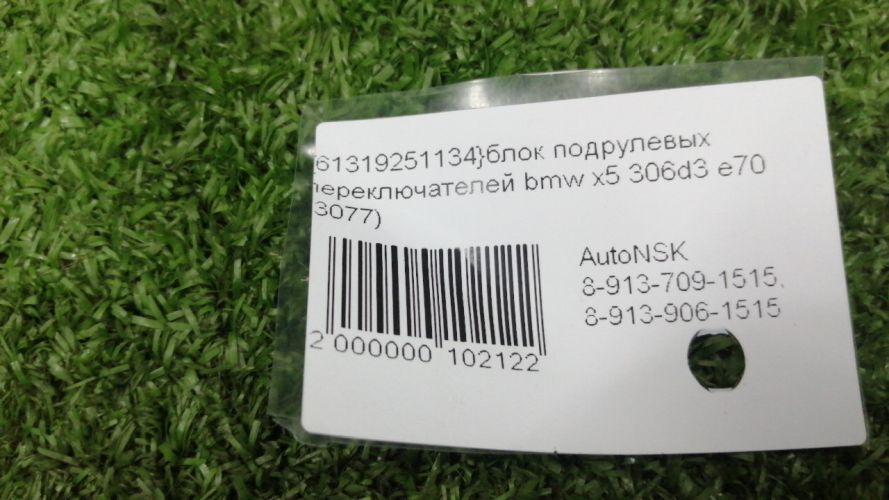 {61319251134}блок подрулевых
переключателей bmw x5 306d3 e70
3077)
AutoNSK
8-913-709-1515,
8-913-906-1515
2 000000 102122